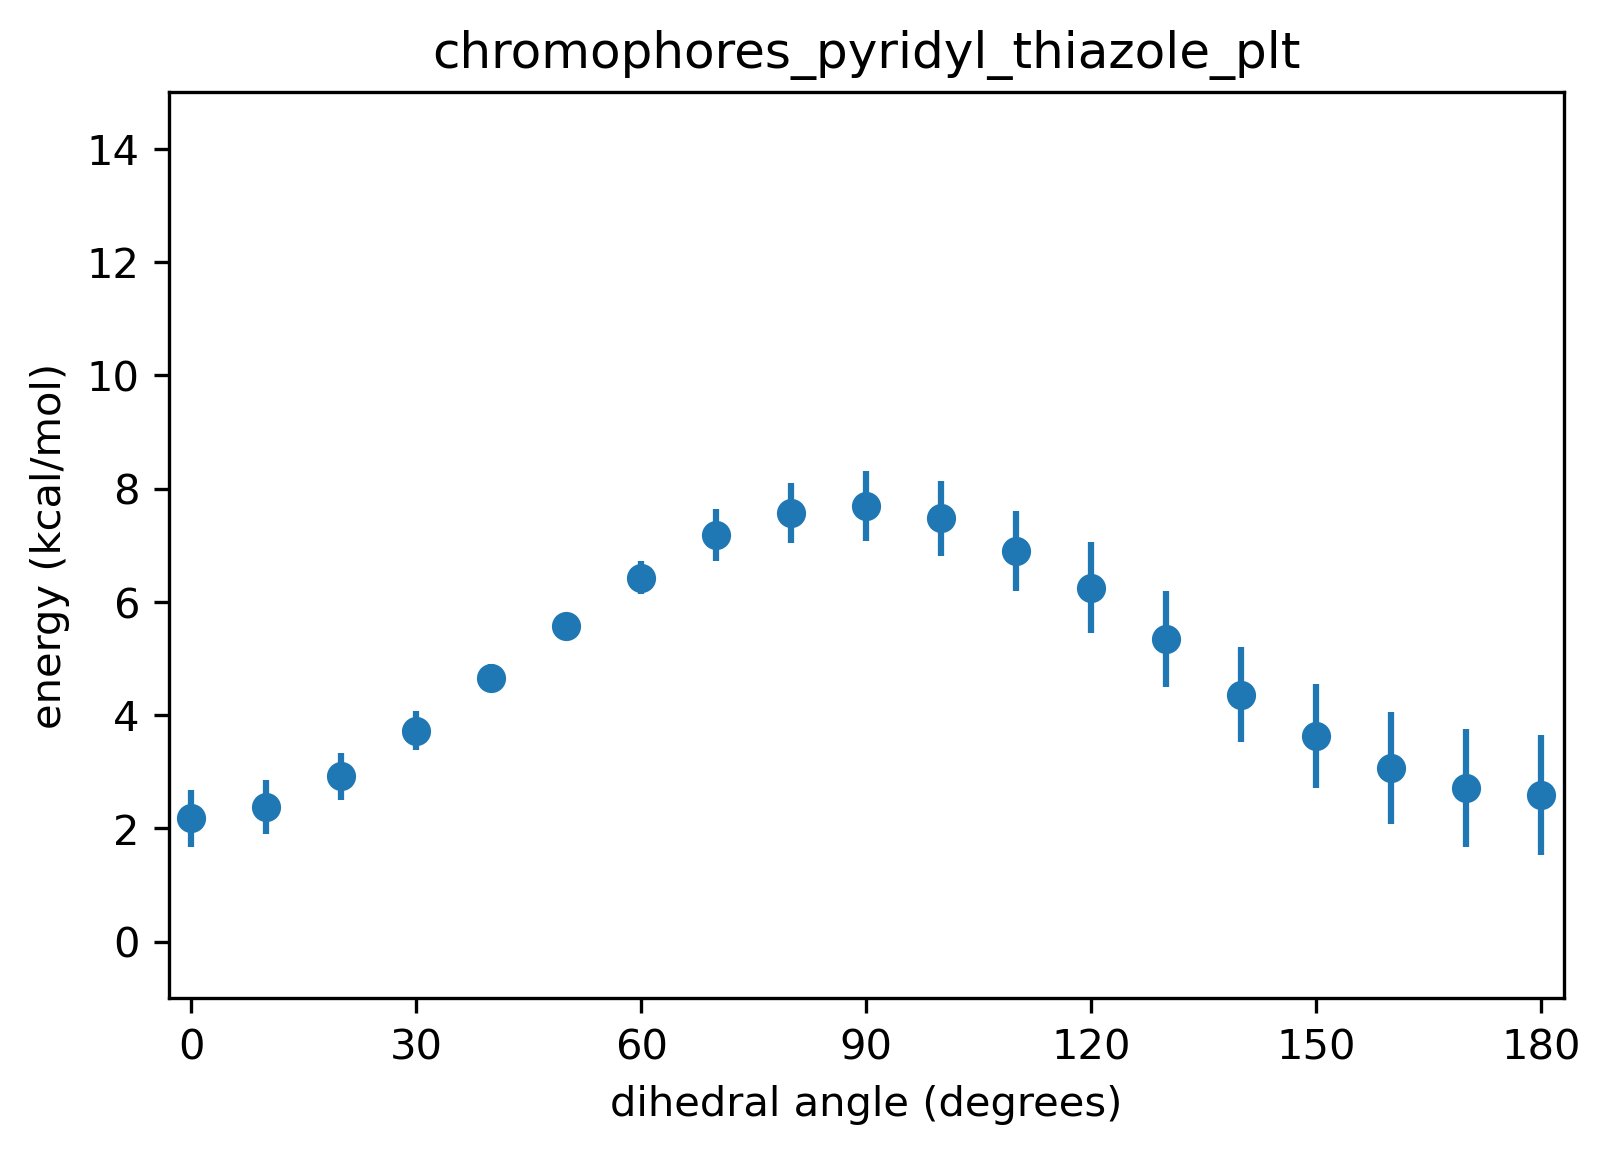 chromophores_pyridyl_thiazole_plt
14
12
10
8
6
4
2
0
energy (kcal/mol)
0 30 60 90 120 150 180
dihedral angle (degrees)